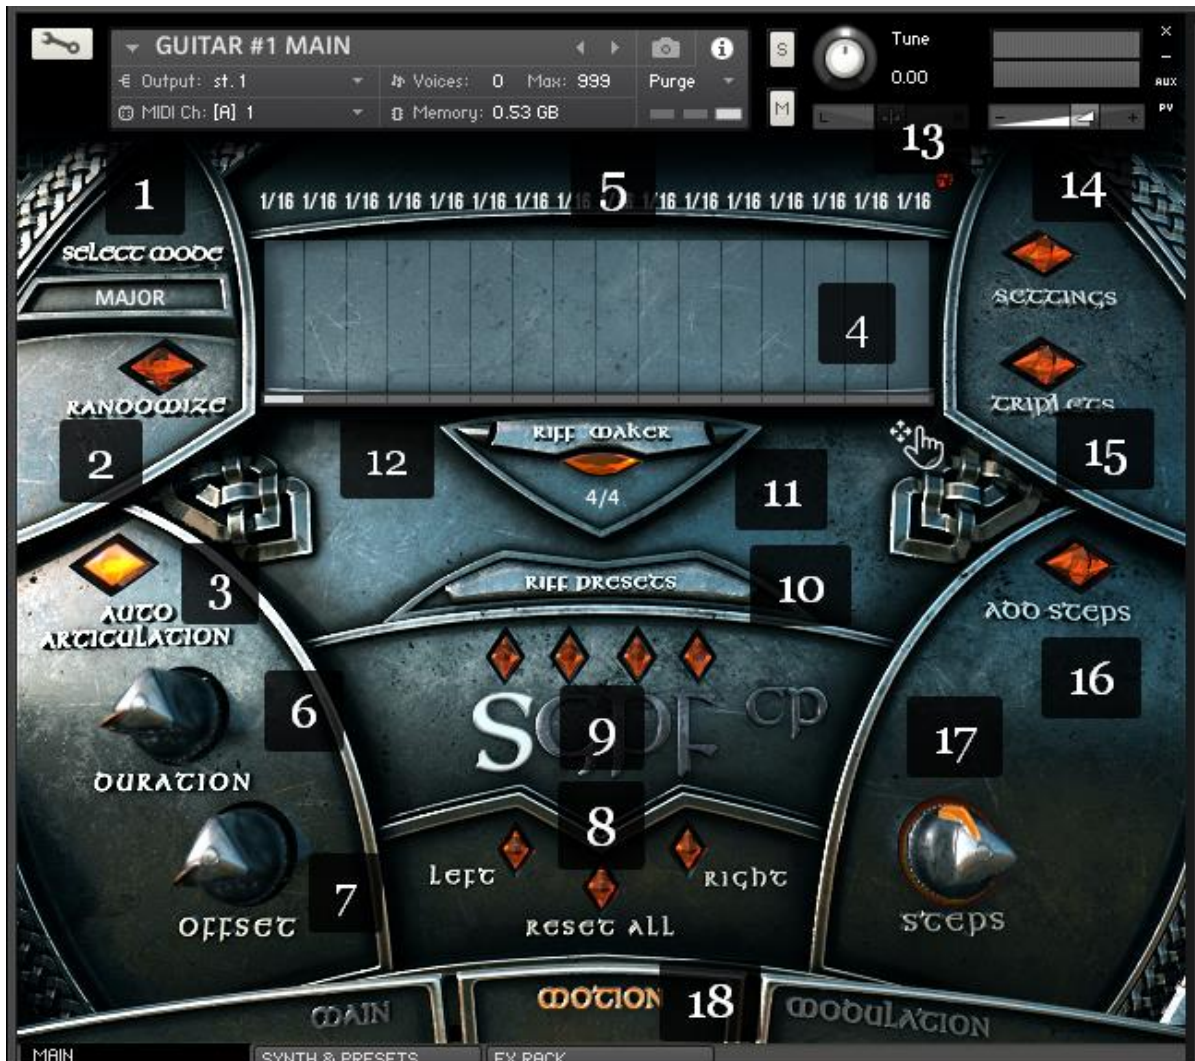 GUITAR #1 MAIN
Output: st. 1
Voices: 0 Max: 999
Purge
MIDI Ch: [A] 1
Memory: 0.53 GB
S
M
Tune
0.00
L
AUX
PV
13
1
1/16 1/16 1/16 1/16 1/16 1/16 1/16 1/16 5 1/16 1/16 1/16 1/16 1/16 1/16 1/16
14
SELECT MODE
MAJOR
4
SETTINGS
RANDOMIZE
TRIPLETS
2
12
RIFF MAKER
4/4
11
15
3
RIFF PRESETS
10
AUTO
ARTICULATION
ADD STEPS
16
6
S
CP
9
17
DURATION
8
LEFT
RIGHT
7
OFFSET
RESET ALL
STEPS
MAIN
MOTION
18
MODULATION
MAIN
SYNTH & PRESETS
FX RACK